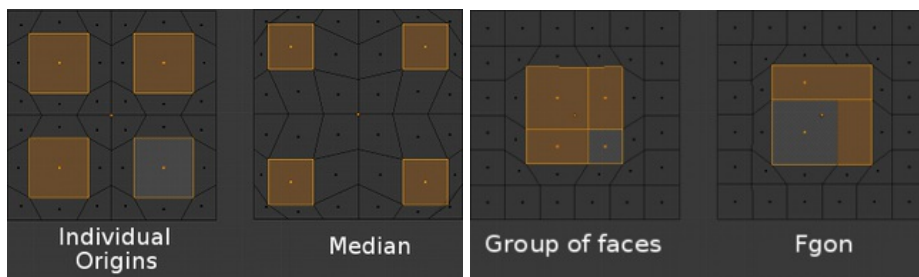 Individual
Origins
Median
Group of faces
Fgon